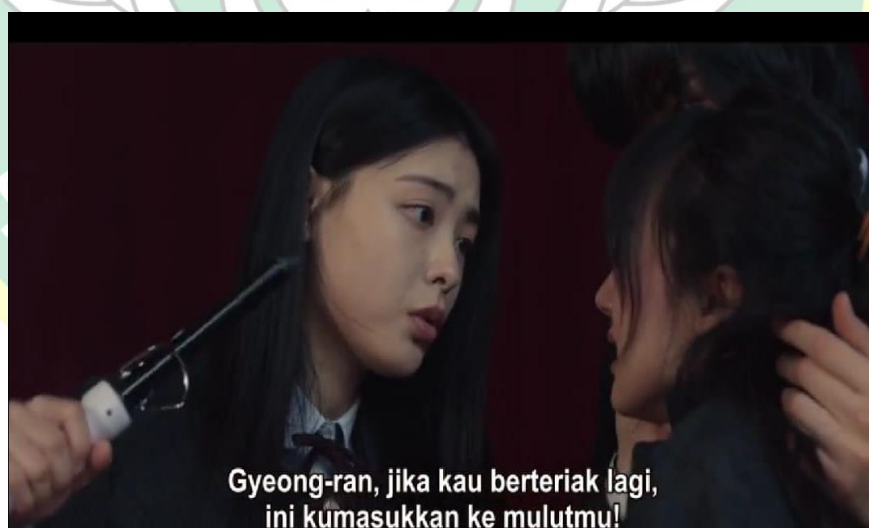 Gyeong-ran, jika kau berteriak lagi,
ini kumasukkan ke mulutmu!